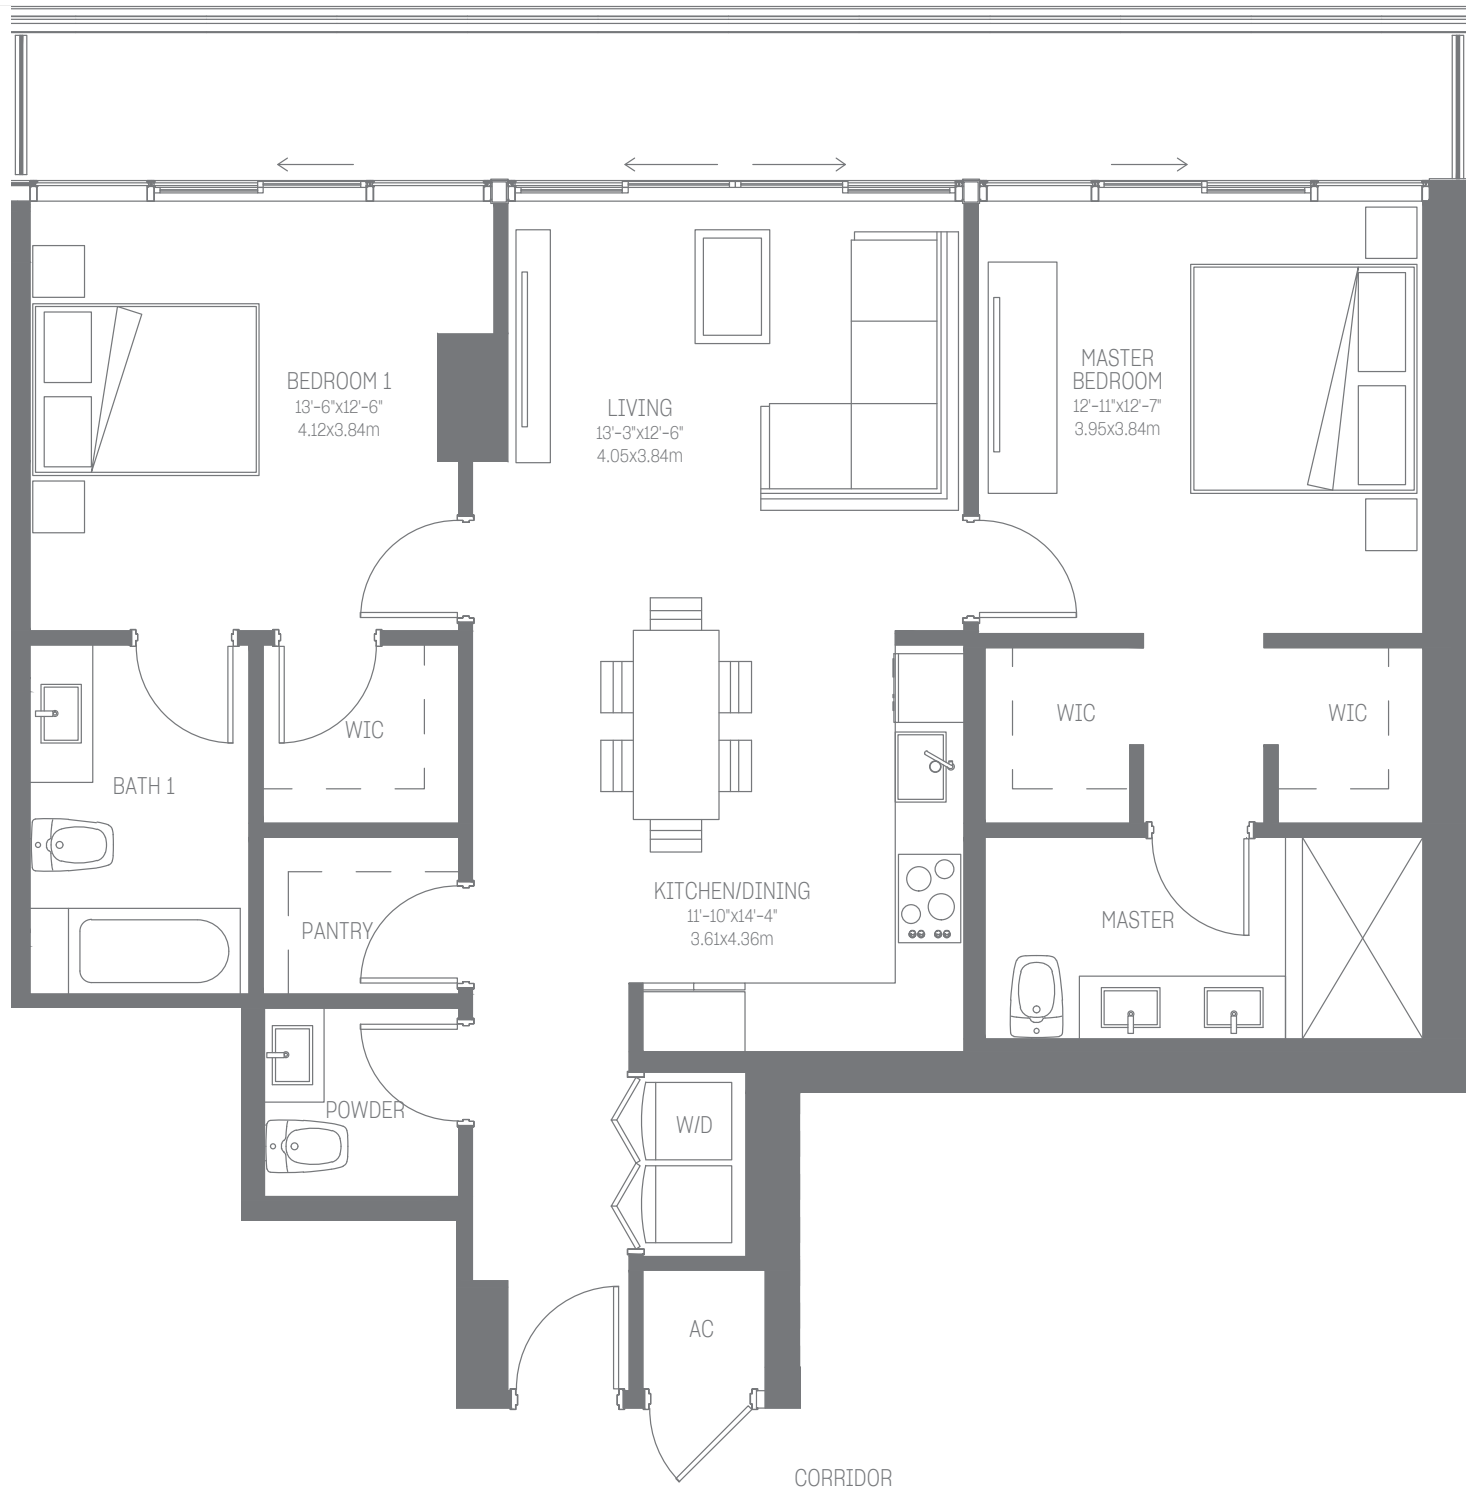 BEDROOM 1
13'-6"x12'-6"
4.12x3.84m
LIVING
13'-3"x12'-6"
4.05x3.84m
MASTER
BEDROOM
12'-11"x12'-7"
3.95x3.84m
WIC
WIC
WIC
BATH 1
PANTRY
KITCHEN/DINING
11'-10"x14'-4"
3.61x4.36m
MASTER
POWDER
W/D
AC
CORRIDOR